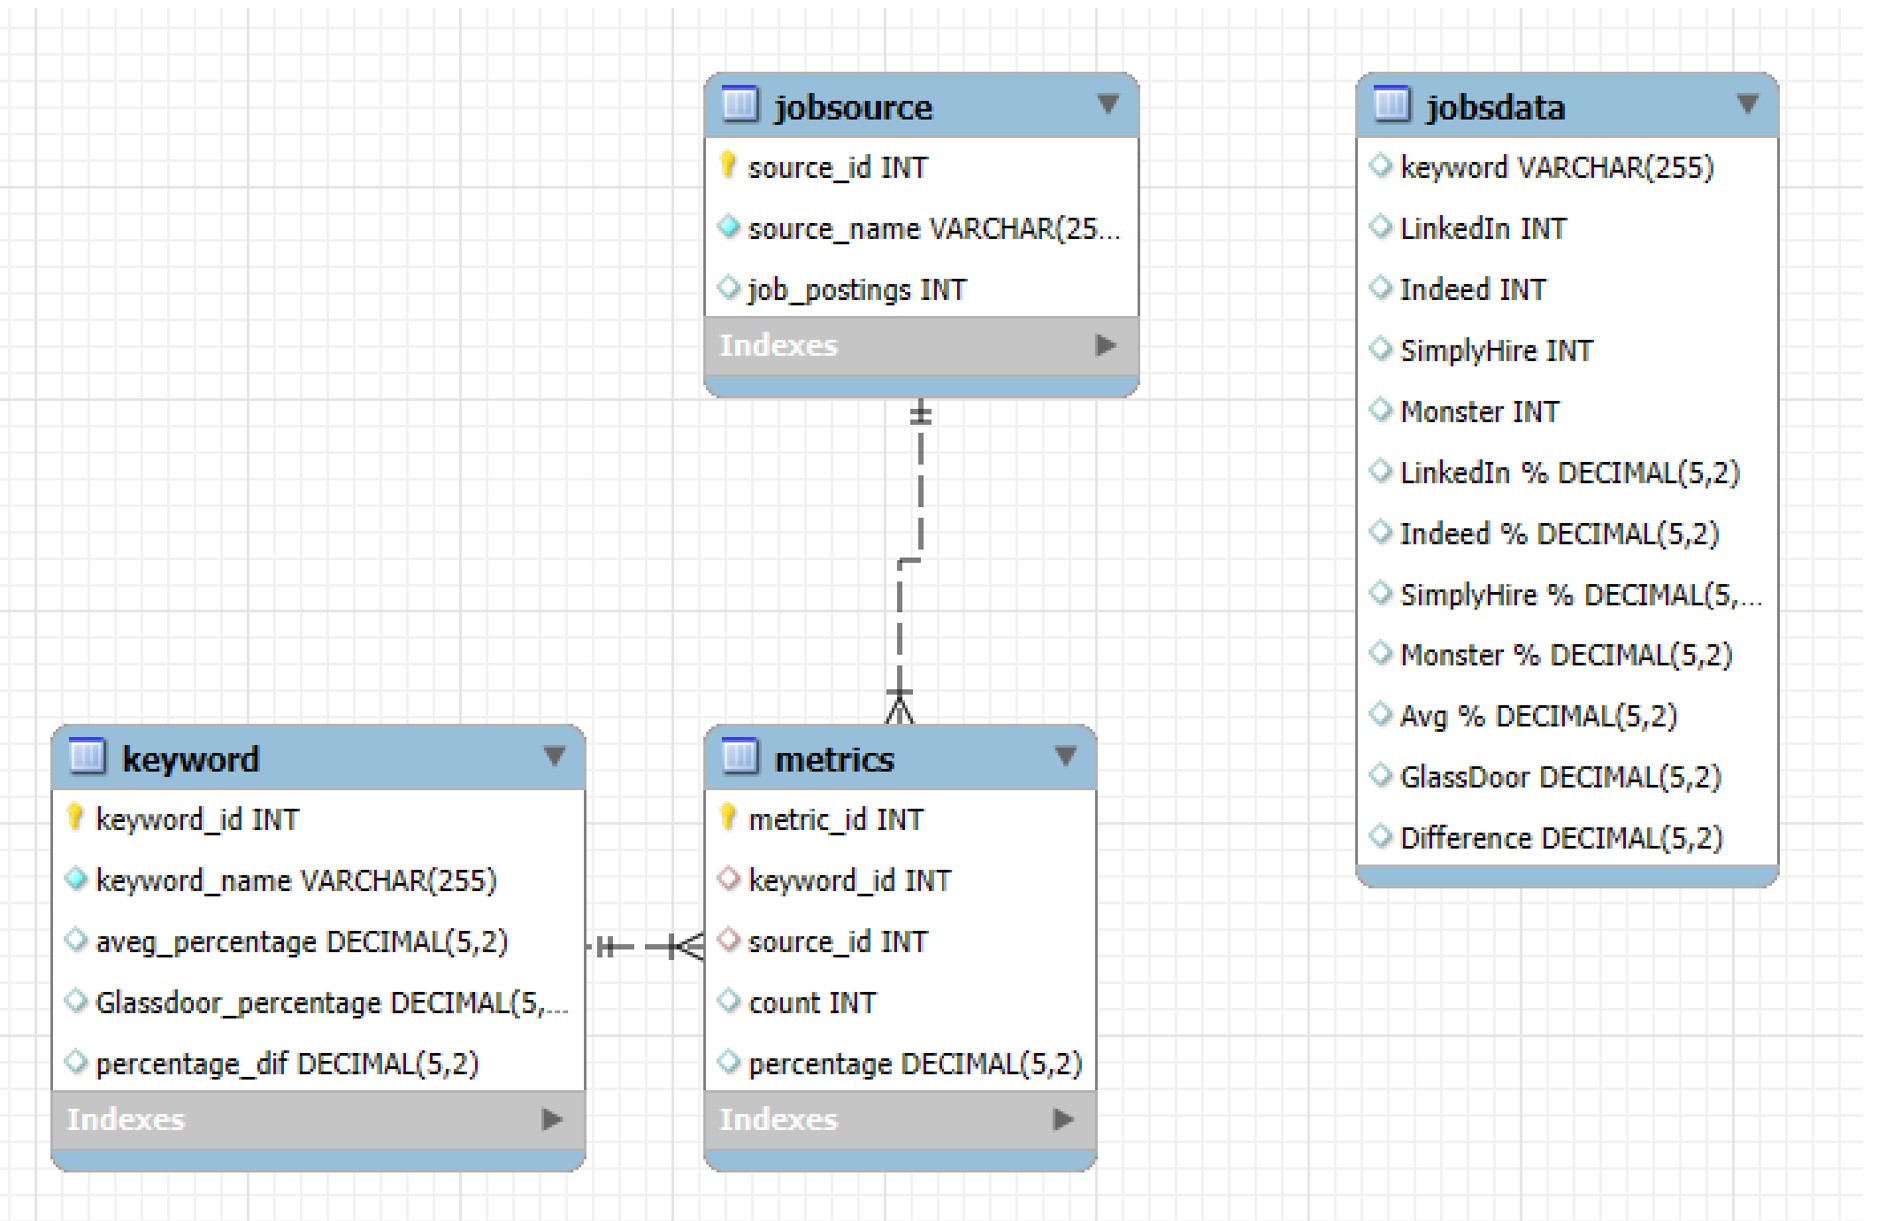 jobsource
source_id INT
source_name VARCHAR(25...
job_postings INT
Indexes
jobsdata
keyword VARCHAR(255)
LinkedIn INT
Indeed INT
SimplyHire INT
Monster INT
LinkedIn % DECIMAL(5,2)
Indeed % DECIMAL(5,2)
SimplyHire % DECIMAL(5,...
Monster % DECIMAL(5,2)
Avg % DECIMAL(5,2)
GlassDoor DECIMAL(5,2)
Difference DECIMAL(5,2)
keyword
keyword_id INT
keyword_name VARCHAR(255)
aveg_percentage DECIMAL(5,2)
Glassdoor_percentage DECIMAL(5,...
percentage_dif DECIMAL(5,2)
Indexes
metrics
metric_id INT
keyword_id INT
source_id INT
count INT
percentage DECIMAL(5,2)
Indexes